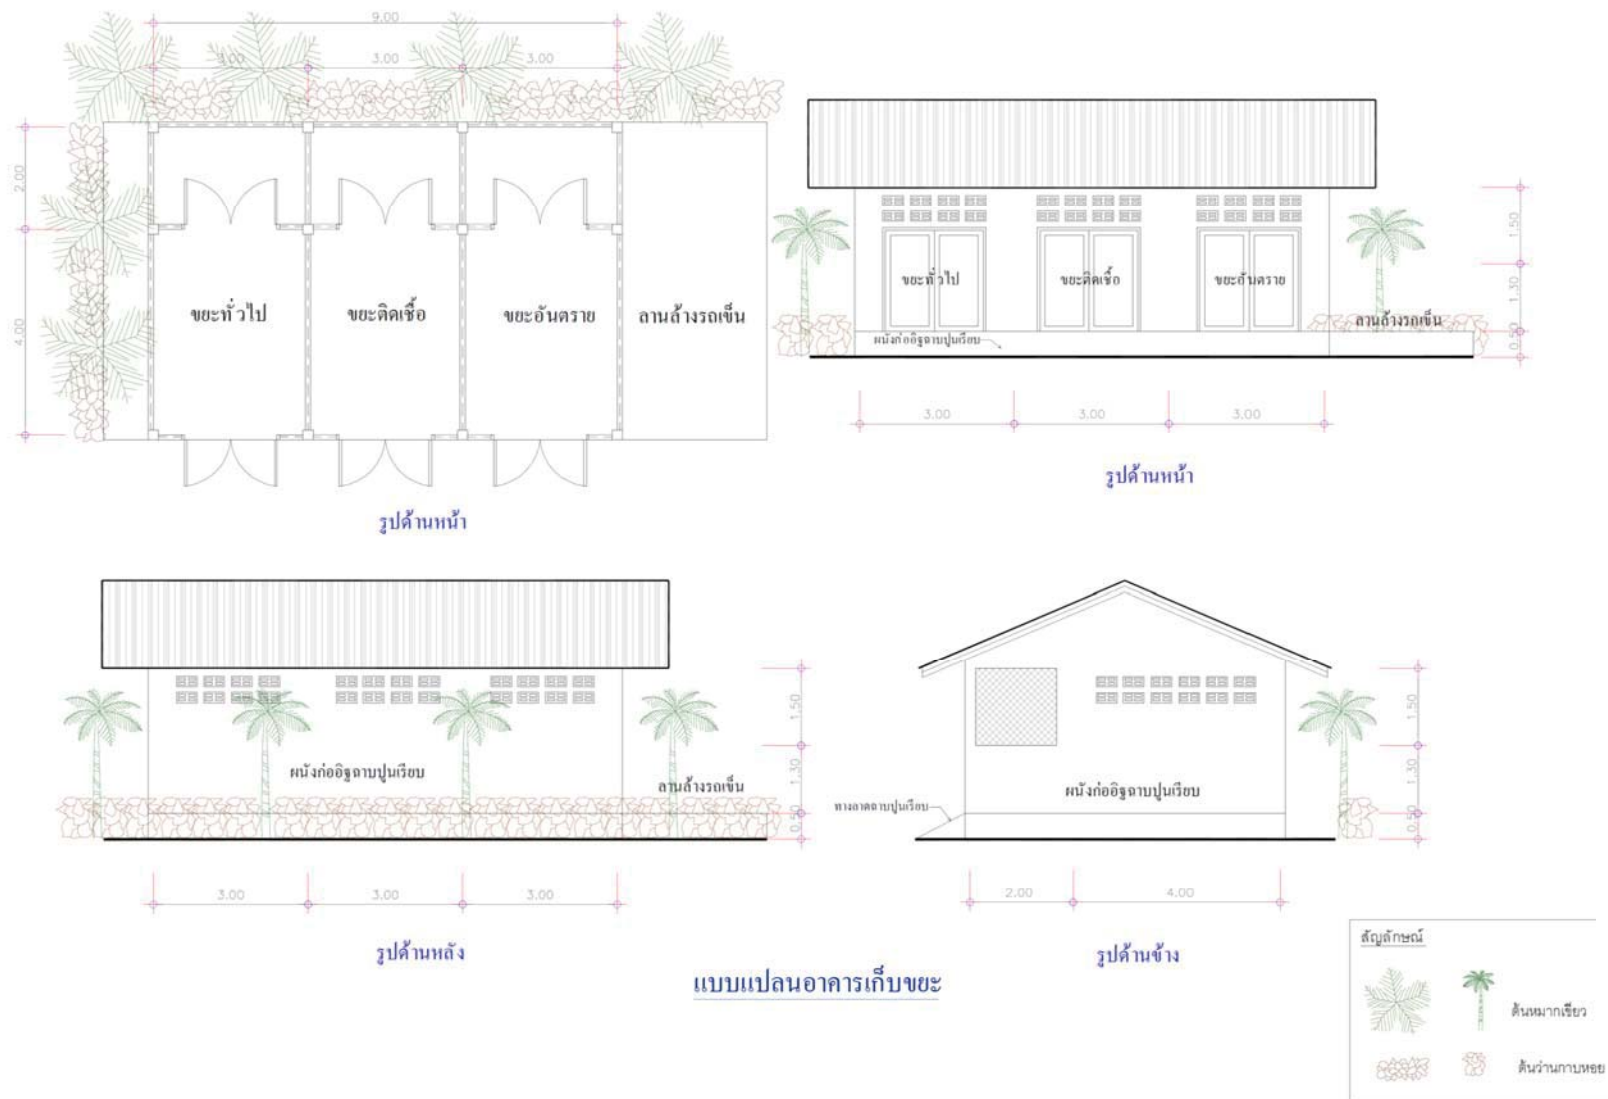 9.00
3.00 3.00 3.00
2.00
4.00
ขยะทั่วไป ขยะติดเชื้อ ขยะอันตราย ลานล้างรถเข็น
รูปด้านหน้า
ขยะทั่วไป ขยะติดเชื้อ ขยะอันตราย
ลานล้างรถเข็น
ผนังก่ออิฐฉาบปูนเรียบ
1.50
1.30
0.50
3.00 3.00 3.00
รูปด้านหน้า
ผนังก่ออิฐฉาบปูนเรียบ
ลานล้างรถเข็น
1.50
1.30
0.50
3.00 3.00 3.00
รูปด้านหลัง
ผนังก่ออิฐฉาบปูนเรียบ
ทางลาดฉาบปูนเรียบ
1.50
1.30
0.50
2.00 4.00
รูปด้านข้าง
แบบแปลนอาคารเก็บขยะ
สัญลักษณ์
ต้นหมากเขียว
ต้นว่านกาบหอย